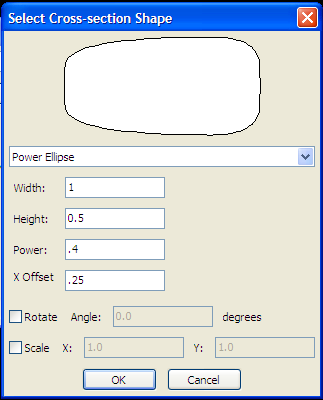 Select Cross-section Shape
Power Ellipse
Width: 1
Height: 0.5
Power: .4
X Offset .25
Rotate Angle: 0.0 degrees
Scale X: 1.0 Y: 1.0
OK Cancel